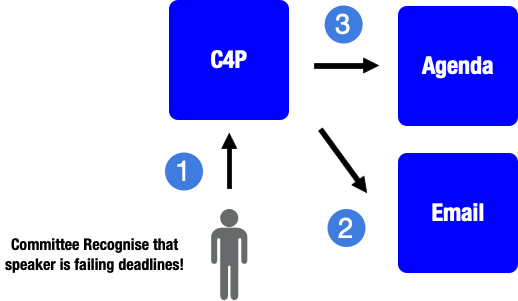 3
C4P
Agenda
1
2
Email
Committee Recognise that
speaker is failing deadlines!